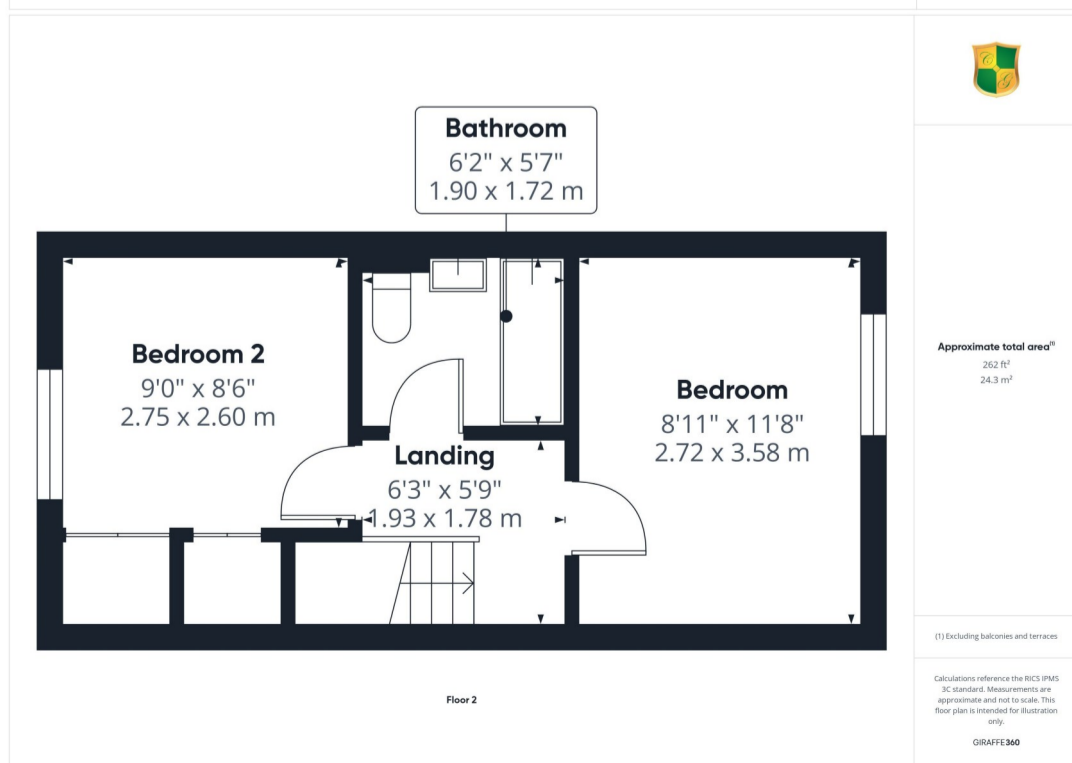 Bathroom
6'2" x 5'7"
1.90 x 1.72 m
Bedroom 2
9'0" x 8'6"
2.75 x 2.60 m
Landing
6'3" x 5'9"
1.93 x 1.78 m
Bedroom
8'11" x 11'8"
2.72 x 3.58 m
Floor 2
Approximate total area(1)
262 ft²
24.3 m²
(1) Excluding balconies and terraces
Calculations reference the RICS IPMS
3C standard. Measurements are
approximate and not to scale. This
floor plan is intended for illustration
only.
GIRAFFE360